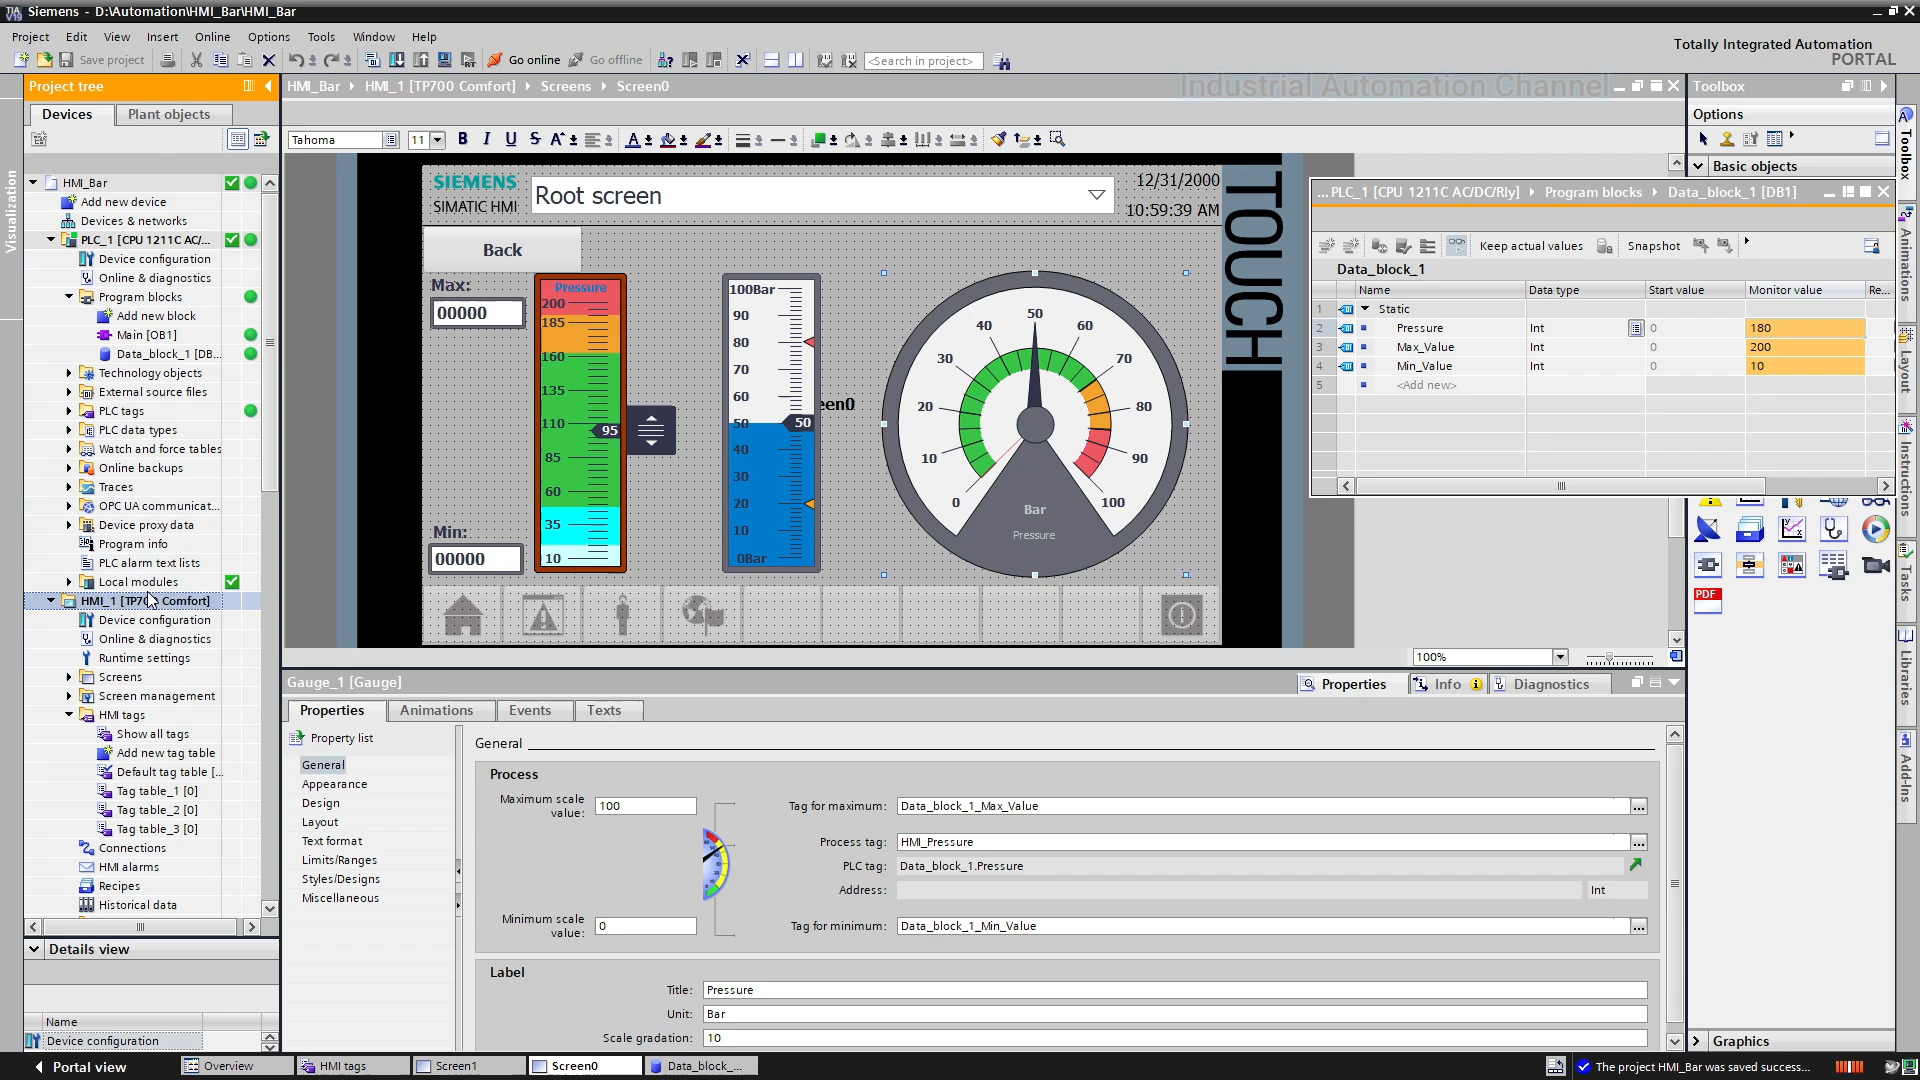 Siemens - D:\Automation\HMI_Bar\HMI_Bar
Project Edit View Insert Online Options Tools Window Help
Totally Integrated Automation
PORTAL
Save project
Go online
Go offline
<Search in project>
Project tree
HMI_Bar › HMI_1 [TP700 Comfort] › Screens › Screen0
Industrial Automation Channel
Toolbox
Devices
Plant objects
Options
Tahoma
11
Basic objects
Visualization
HMI_Bar
Add new device
Devices & networks
PLC_1 [CPU 1211C AC/...
Device configuration
Online & diagnostics
Program blocks
Add new block
Main [OB1]
Data_block_1 [DB...
Technology objects
External source files
PLC tags
PLC data types
Watch and force tables
Online backups
Traces
OPC UA communicat...
Device proxy data
Program info
PLC alarm text lists
Local modules
HMI_1 [TP700 Comfort]
Device configuration
Online & diagnostics
Runtime settings
Screens
Screen management
HMI tags
Show all tags
Add new tag table
Default tag table [...
Tag table_1 [0]
Tag table_2 [0]
Tag table_3 [0]
Connections
HMI alarms
Recipes
Historical data
Details view
Name
Device configuration
SIEMENS
SIMATIC HMI
Root screen
12/31/2000
10:59:39 AM
TOUCH
Back
Max:
00000
Min:
00000
Pressure
200
185
160
135
110
95
85
60
35
10
100Bar
90
80
70
60
50
50
40
30
20
10
0Bar
een0
0
10
20
30
40
50
60
70
80
90
100
Bar
Pressure
...PLC_1 [CPU 1211C AC/DC/Rly] › Program blocks › Data_block_1 [DB1]
Keep actual values
Snapshot
Data_block_1
Name Data type Start value Monitor value Re...
1 Static
2 Pressure Int 0 180
3 Max_Value Int 0 200
4 Min_Value Int 0 10
5 <Add new>
PDF
100%
Gauge_1 [Gauge]
Properties
Info
Diagnostics
Properties Animations Events Texts
Property list
General
Appearance
Design
Layout
Text format
Limits/Ranges
Styles/Designs
Miscellaneous
General
Process
Maximum scale value: 100
Tag for maximum: Data_block_1_Max_Value
Process tag: HMI_Pressure
PLC tag: Data_block_1.Pressure
Address:
Int
Minimum scale value: 0
Tag for minimum: Data_block_1_Min_Value
Label
Title: Pressure
Unit: Bar
Scale gradation: 10
Graphics
Toolbox
Animations
Layout
Instructions
Tasks
Libraries
Add-Ins
Portal view
Overview
HMI tags
Screen1
Screen0
Data_block_...
The project HMI_Bar was saved success...